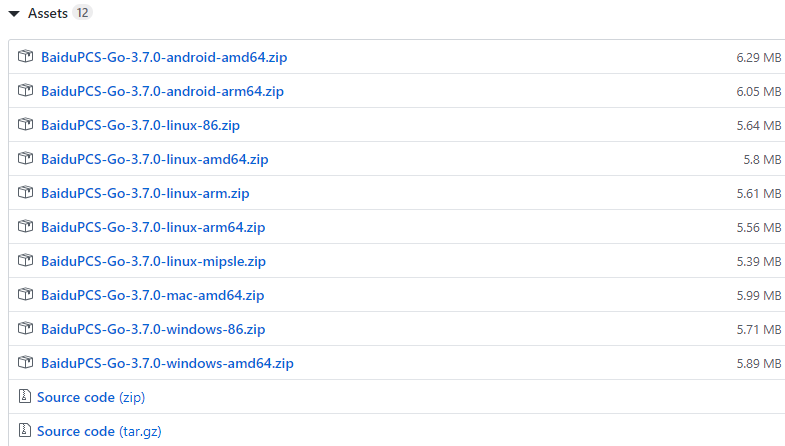 Assets 12
BaiduPCS-Go-3.7.0-android-amd64.zip 6.29 MB
BaiduPCS-Go-3.7.0-android-arm64.zip 6.05 MB
BaiduPCS-Go-3.7.0-linux-86.zip 5.64 MB
BaiduPCS-Go-3.7.0-linux-amd64.zip 5.8 MB
BaiduPCS-Go-3.7.0-linux-arm.zip 5.61 MB
BaiduPCS-Go-3.7.0-linux-arm64.zip 5.56 MB
BaiduPCS-Go-3.7.0-linux-mipsle.zip 5.39 MB
BaiduPCS-Go-3.7.0-mac-amd64.zip 5.99 MB
BaiduPCS-Go-3.7.0-windows-86.zip 5.71 MB
BaiduPCS-Go-3.7.0-windows-amd64.zip 5.89 MB
Source code (zip)
Source code (tar.gz)